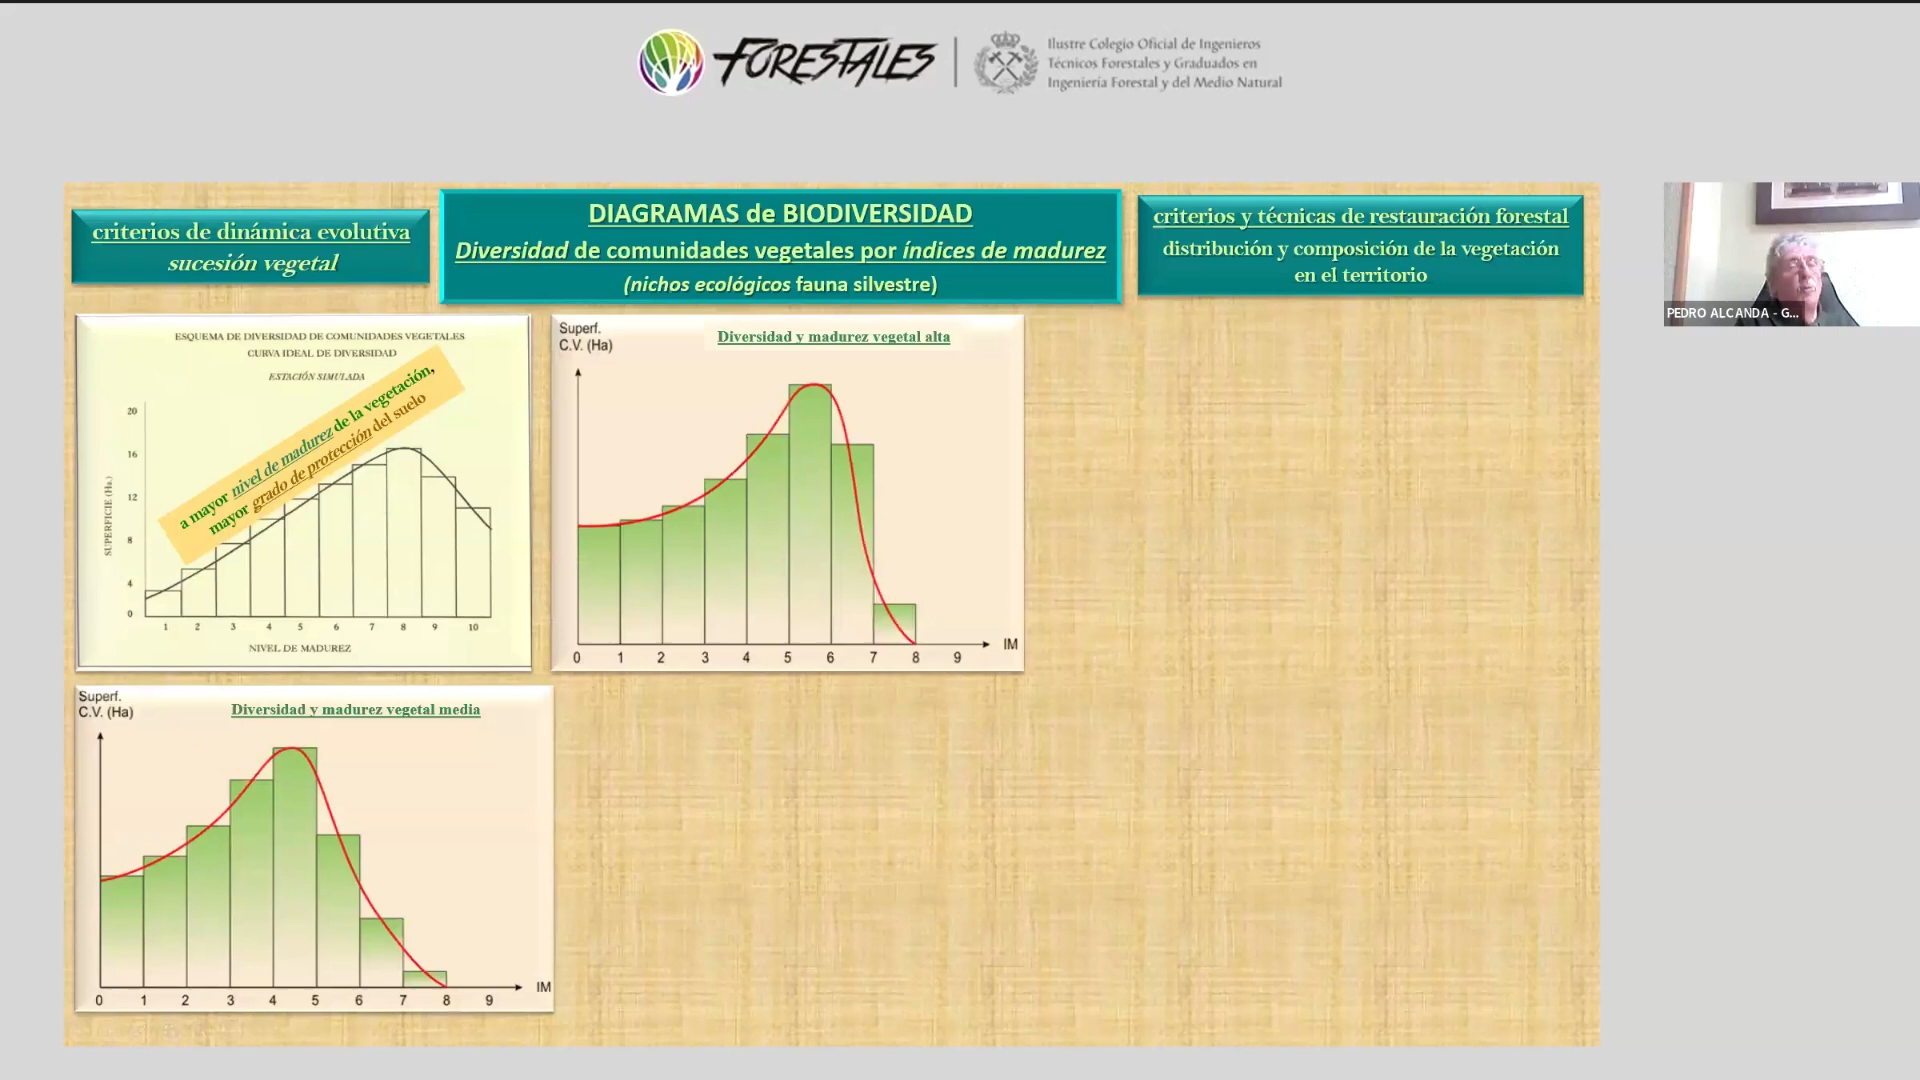 FORESTALES
Ilustre Colegio Oficial de Ingenieros
Técnicos Forestales y Graduados en
Ingeniería Forestal y del Medio Natural
criterios de dinámica evolutiva
sucesión vegetal
DIAGRAMAS de BIODIVERSIDAD
Diversidad de comunidades vegetales por índices de madurez
(nichos ecológicos fauna silvestre)
criterios y técnicas de restauración forestal
distribución y composición de la vegetación
en el territorio
PEDRO ALCANDA - G...
ESQUEMA DE DIVERSIDAD DE COMUNIDADES VEGETALES
CURVA IDEAL DE DIVERSIDAD
ESTACIÓN SIMULADA
a mayor nivel de madurez de la vegetación,
mayor grado de protección del suelo
SUPERFICIE (Ha.)
20
16
12
8
4
0
1 2 3 4 5 6 7 8 9 10
NIVEL DE MADUREZ
Superf.
C.V. (Ha)
Diversidad y madurez vegetal alta
IM
0 1 2 3 4 5 6 7 8 9
Superf.
C.V. (Ha)
Diversidad y madurez vegetal media
IM
0 1 2 3 4 5 6 7 8 9